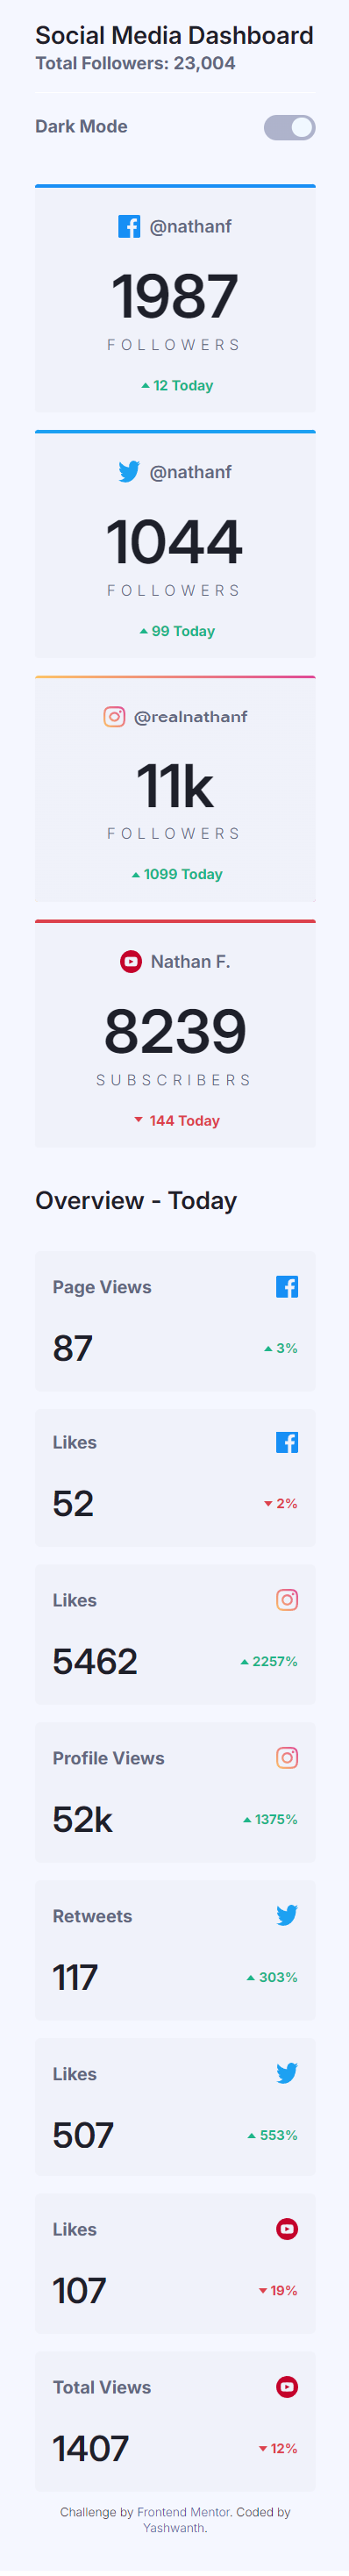 Social Media Dashboard
Total Followers: 23,004
Dark Mode
@nathanf
1987
FOLLOWERS
12 Today
@nathanf
1044
FOLLOWERS
99 Today
@realnathanf
11k
FOLLOWERS
1099 Today
Nathan F.
8239
SUBSCRIBERS
144 Today
Overview - Today
Page Views
87 3%
Likes
52 2%
Likes
5462 2257%
Profile Views
52k 1375%
Retweets
117 303%
Likes
507 553%
Likes
107 19%
Total Views
1407 12%
Challenge by Frontend Mentor. Coded by
Yashwanth.